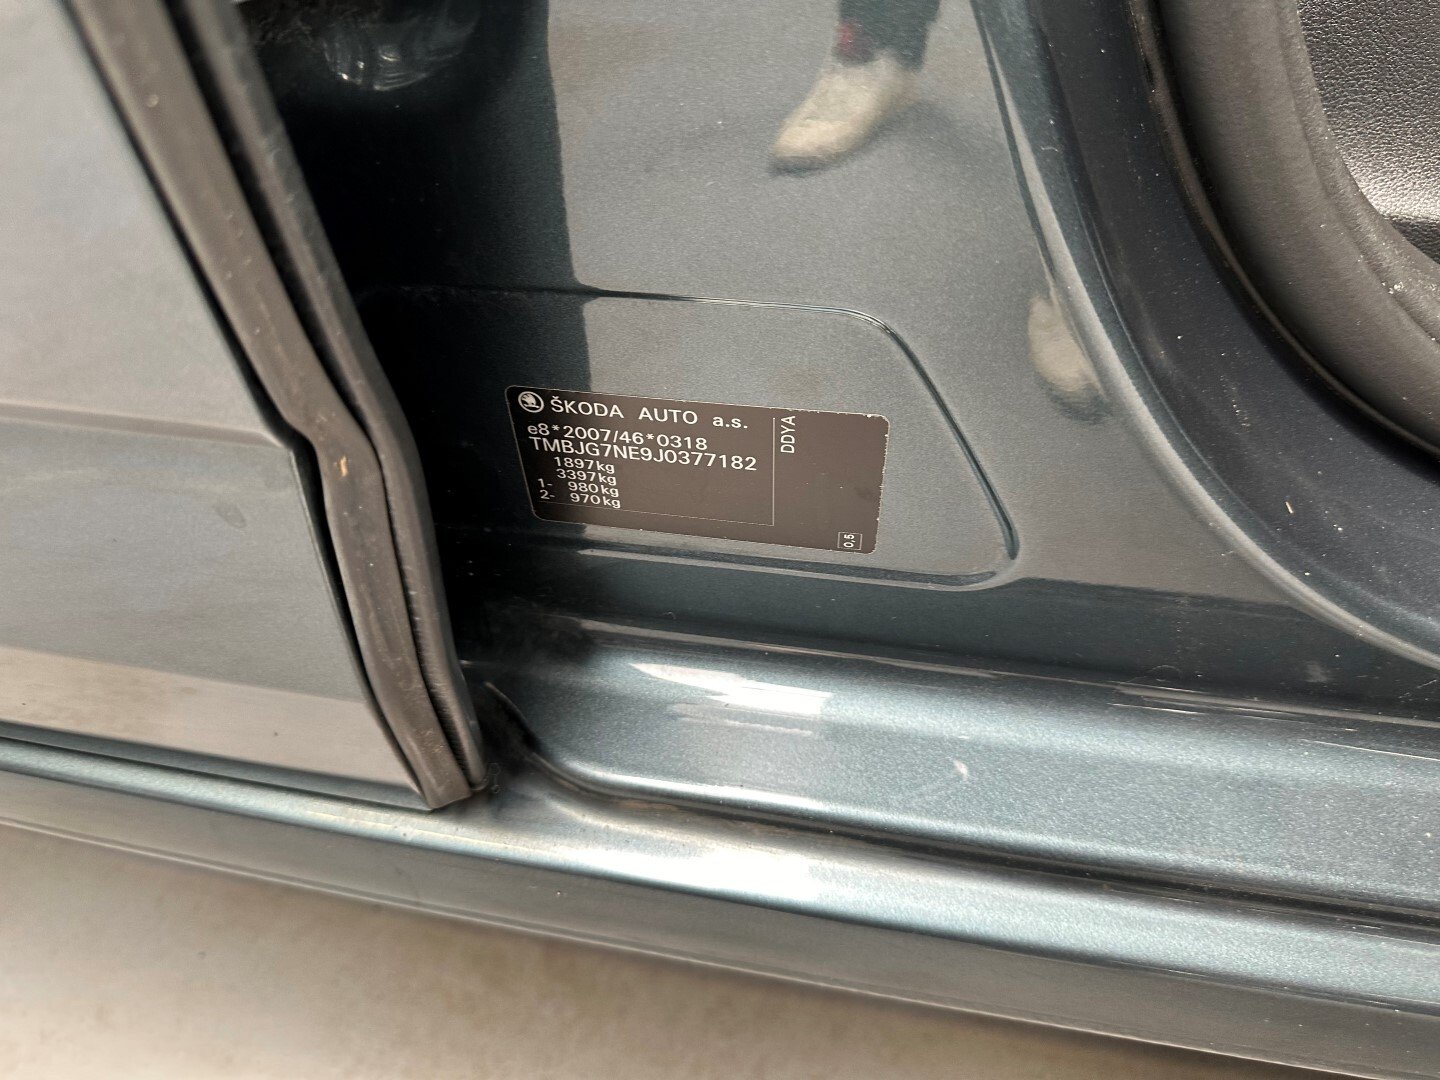 ŠKODA AUTO a.s.
e8*2007/46*0318
TMBJG7NE9J0377182
1897kg
3397kg
1- 980kg
2- 970kg
DDYA
0,5